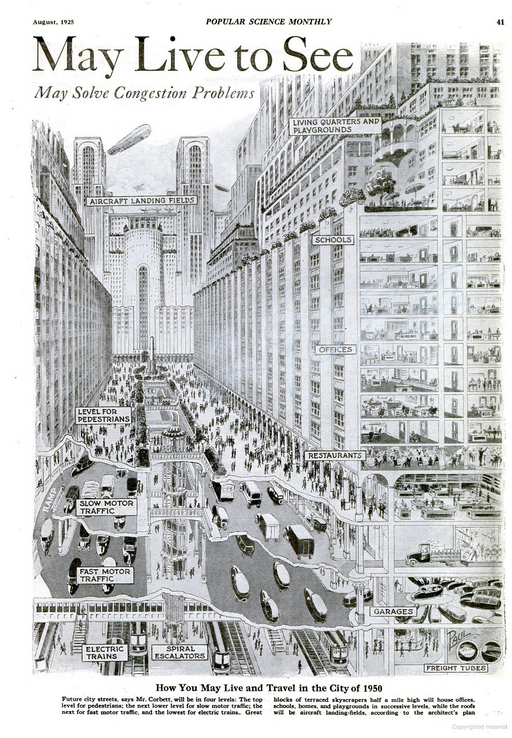 August, 1925
POPULAR SCIENCE MONTHLY
41
May Live to See
May Solve Congestion Problems
LIVING QUARTERS AND
PLAYGROUNDS
AIRCRAFT LANDING FIELDS
SCHOOLS
OFFICES
LEVEL FOR
PEDESTRIANS
RESTAURANTS
RAMP
SLOW MOTOR
TRAFFIC
FAST MOTOR
TRAFFIC
GARAGES
ELECTRIC
TRAINS
SPIRAL
ESCALATORS
FREIGHT TUBES
How You May Live and Travel in the City of 1950
Future city streets, says Mr. Corbett, will be in four levels: The top
level for pedestrians; the next lower level for slow motor traffic; the
next for fast motor traffic, and the lowest for electric trains. Great
blocks of terraced skyscrapers half a mile high will house offices,
schools, homes, and playgrounds in successive levels, while the roofs
will be aircraft landing-fields, according to the architect's plan
Copyrighted material